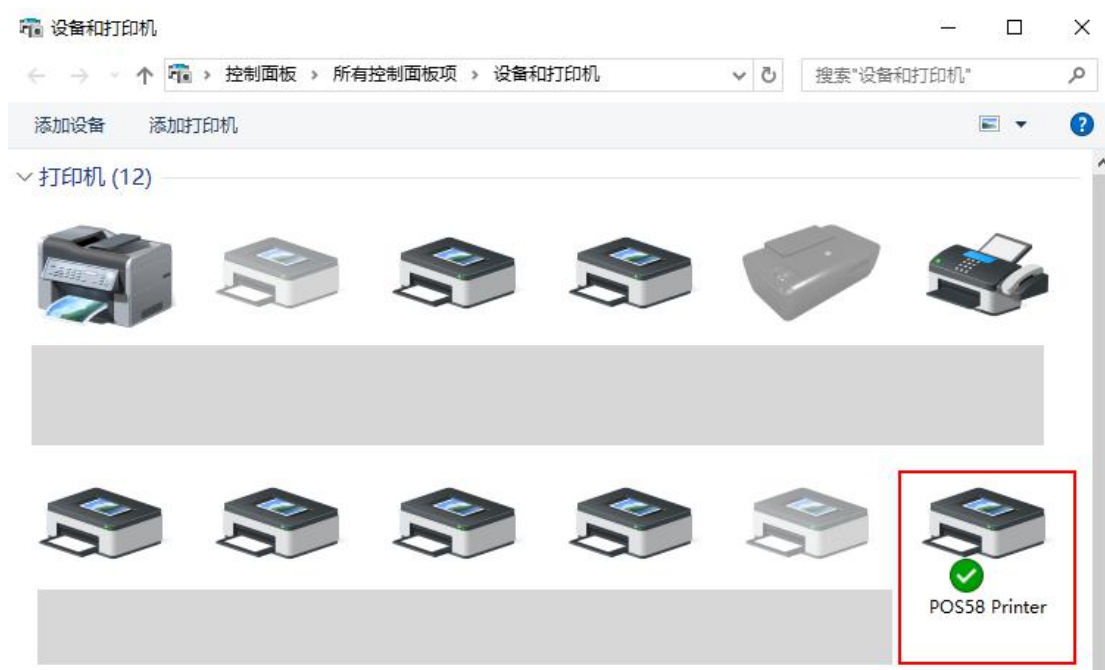 设备和打印机
控制面板 › 所有控制面板项 › 设备和打印机
搜索"设备和打印机"
添加设备
添加打印机
?
打印机 (12)
POS58 Printer